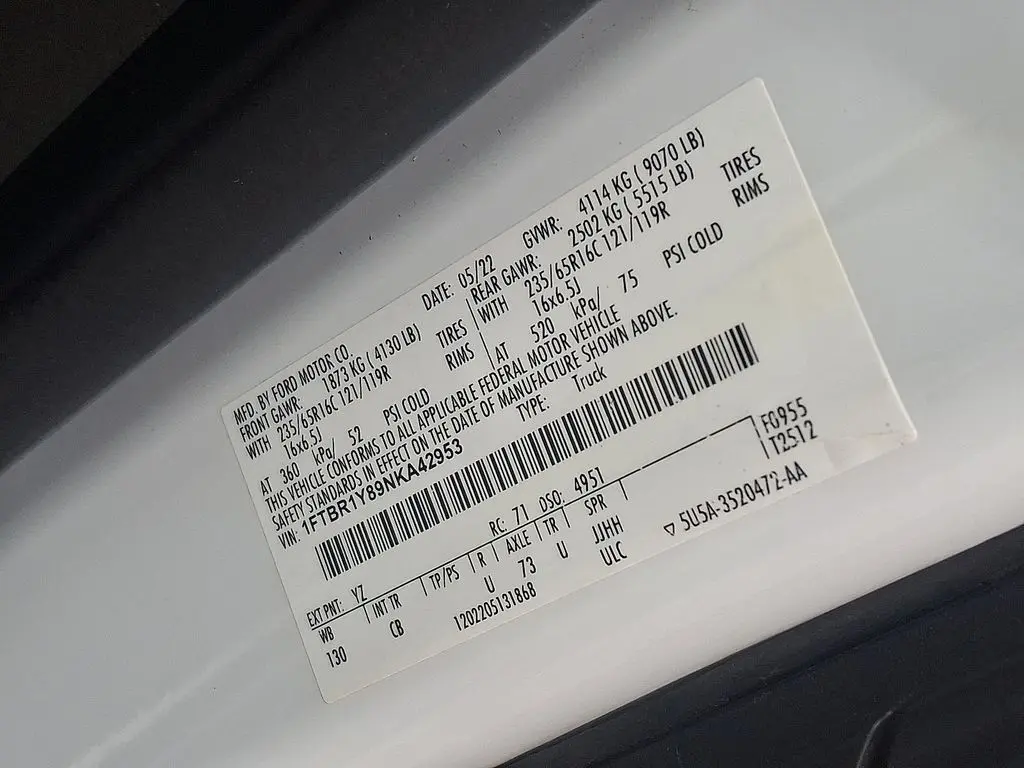 MFD. BY FORD MOTOR CO.
DATE: 05/22 GVWR: 4114 KG ( 9070 LB)
FRONT GAWR: 1873 KG ( 4130 LB) REAR GAWR: 2502 KG ( 5515 LB)
WITH 235/65R16C 121/119R TIRES WITH 235/65R16C 121/119R TIRES
16x6.5J RIMS 16x6.5J RIMS
AT 360 kPa/ 52 PSI COLD AT 520 kPa/ 75 PSI COLD
THIS VEHICLE CONFORMS TO ALL APPLICABLE FEDERAL MOTOR VEHICLE
SAFETY STANDARDS IN EFFECT ON THE DATE OF MANUFACTURE SHOWN ABOVE.
VIN: 1FTBR1Y89NKA42953 TYPE: Truck
EXT PNT: YZ RC: 71 DSO: 4951 F0955
WB INT TR TP/PS R AXLE TR SPR T2512
130 CB U 73 U JJHH
1202205131868 ULC ▽ 5U5A-3520472-AA